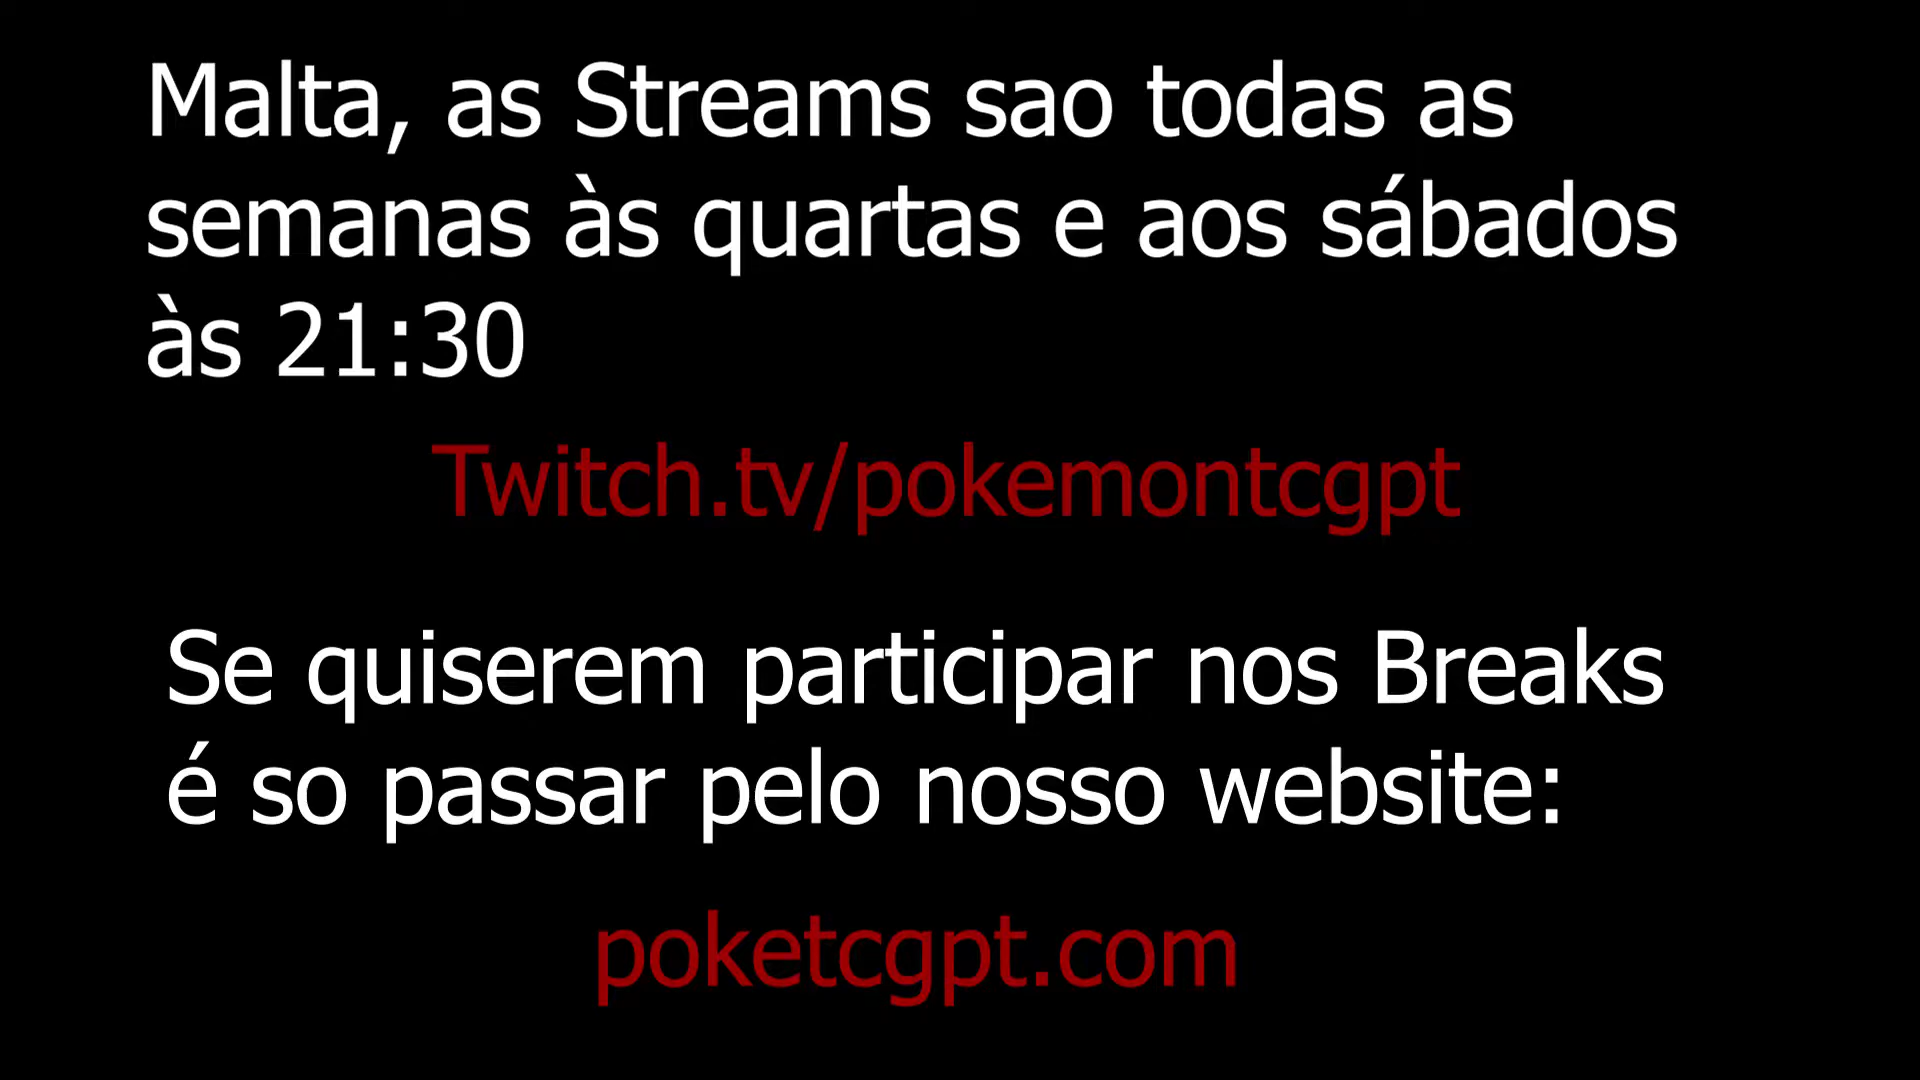 Malta, as Streams sao todas as
semanas às quartas e aos sábados
às 21:30
Twitch.tv/pokemontcgpt
Se quiserem participar nos Breaks
é so passar pelo nosso website:
poketcgpt.com